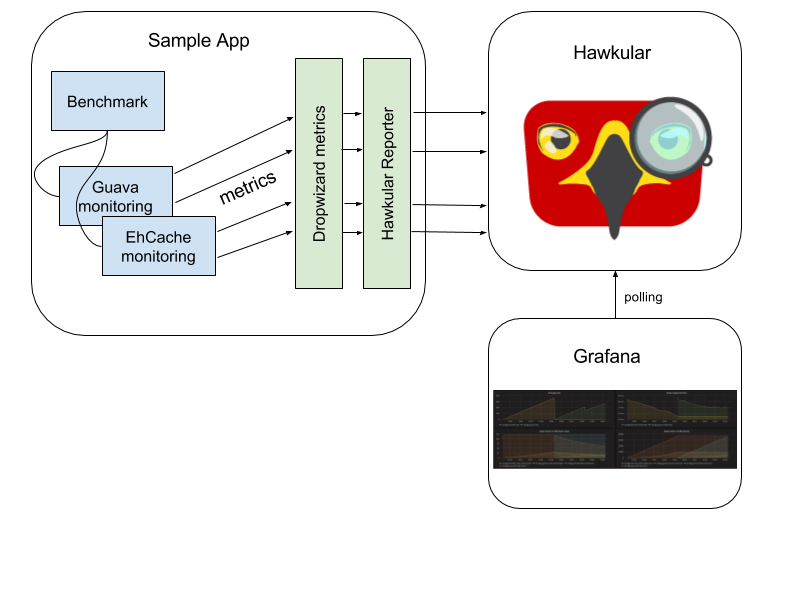 Sample App
Benchmark
Guava
monitoring
EhCache
monitoring
metrics
Dropwizard metrics
Hawkular Reporter
Hawkular
polling
Grafana